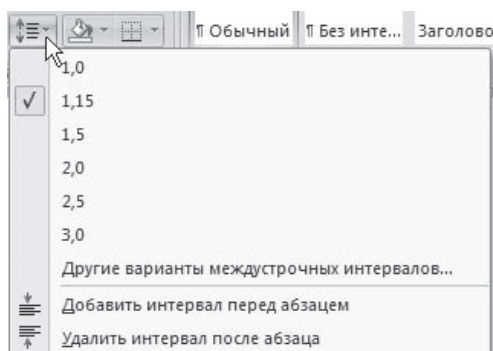 ¶ Обычный ¶ Без инте... Заголово
1,0
1,15
1,5
2,0
2,5
3,0
Другие варианты междустрочных интервалов...
Добавить интервал перед абзацем
Удалить интервал после абзаца